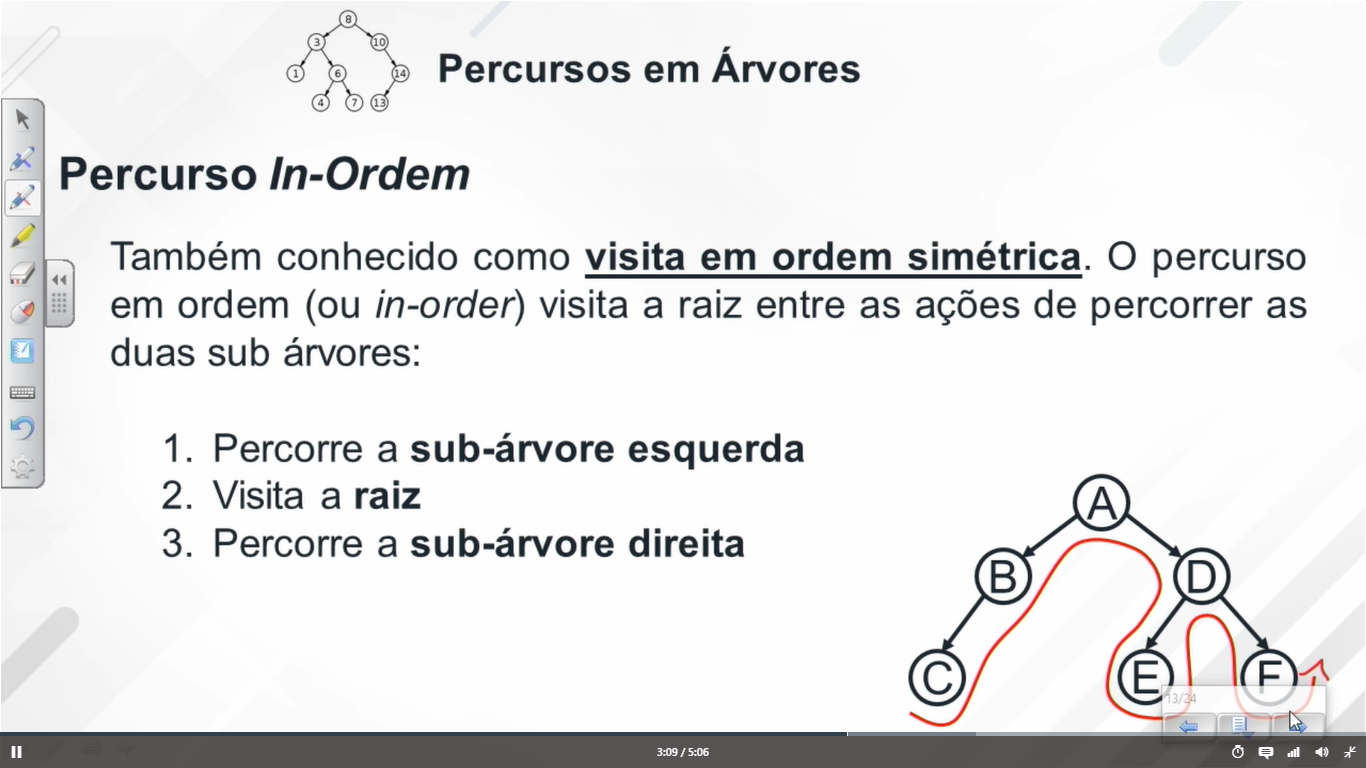 8
3 10
1 6 14
4 7 13
Percursos em Árvores
Percurso In-Ordem
Também conhecido como visita em ordem simétrica. O percurso
em ordem (ou in-order) visita a raiz entre as ações de percorrer as
duas sub árvores:
1. Percorre a sub-árvore esquerda
2. Visita a raiz
3. Percorre a sub-árvore direita
A
B D
C E F
13/24
3:09 / 5:06